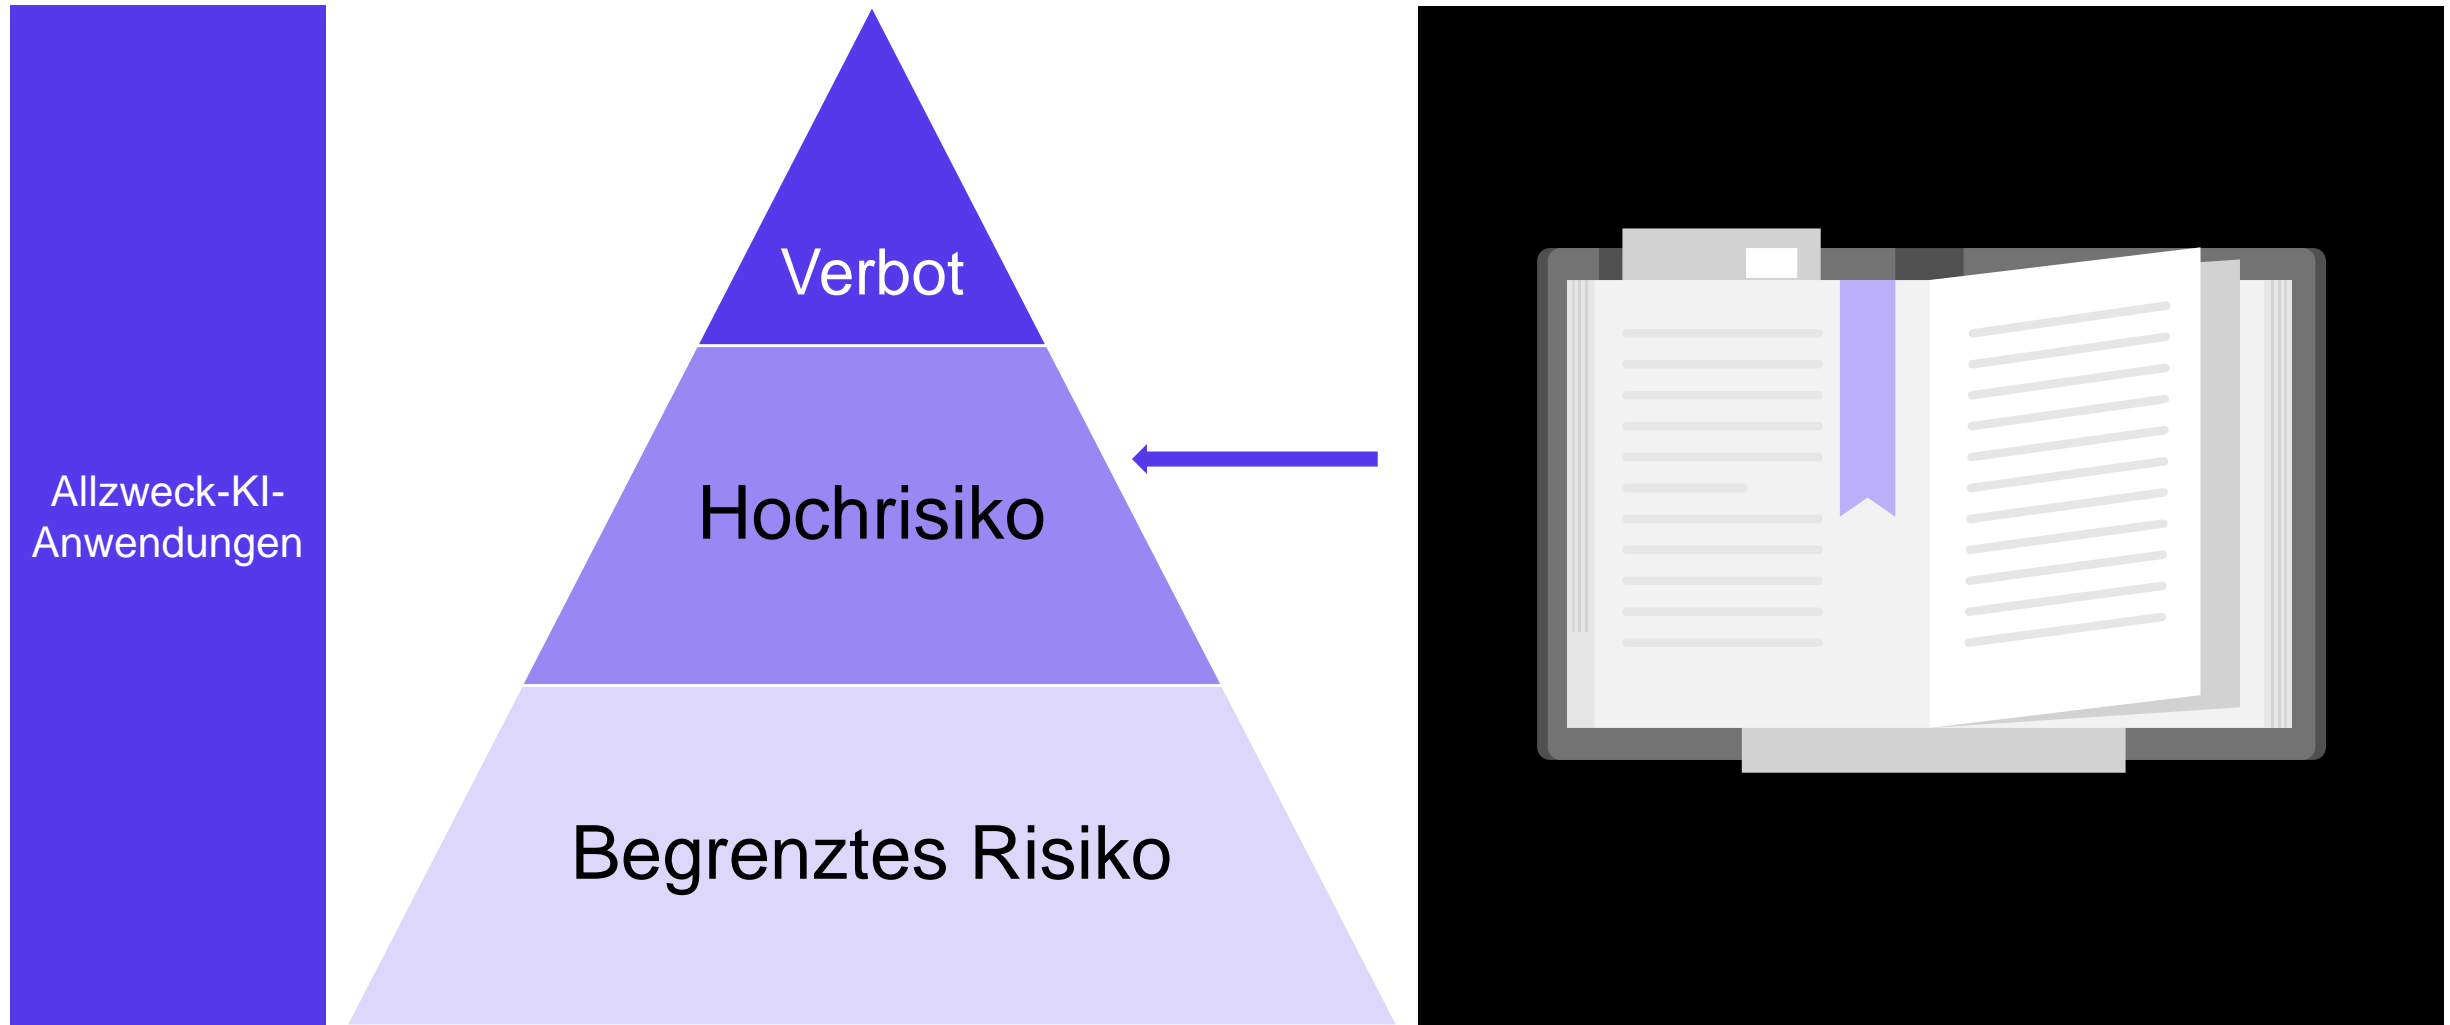 Allzweck-KI-
Anwendungen
Verbot
Hochrisiko
Begrenztes Risiko